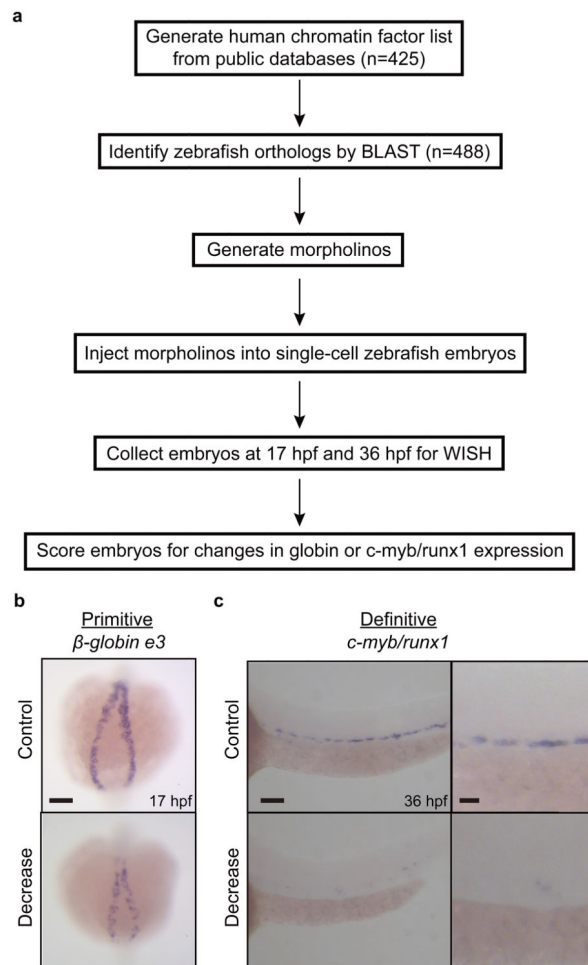 a
Generate human chromatin factor list
from public databases (n=425)
Identify zebrafish orthologs by BLAST (n=488)
Generate morpholinos
Inject morpholinos into single-cell zebrafish embryos
Collect embryos at 17 hpf and 36 hpf for WISH
Score embryos for changes in globin or c-myb/runx1 expression
b
Primitive
β-globin e3
Control
17 hpf
Decrease
c
Definitive
c-myb/runx1
Control
36 hpf
Decrease